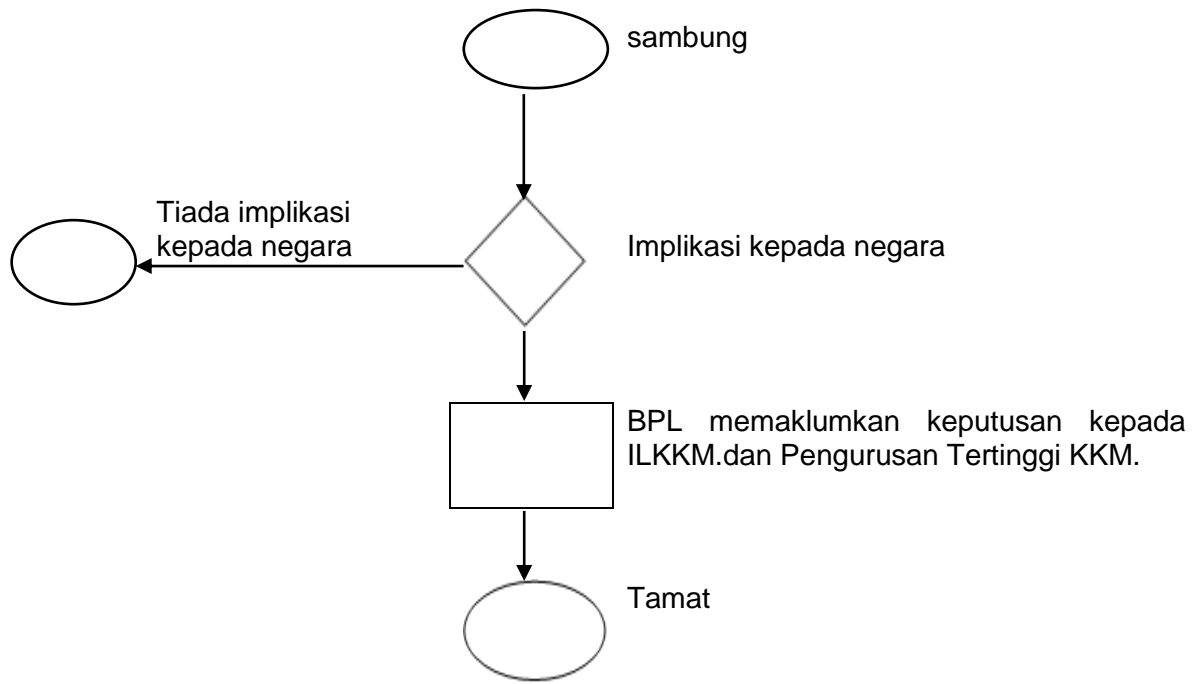 sambung
Tiada implikasi
kepada negara
Implikasi kepada negara
BPL memaklumkan keputusan kepada
ILKKM.dan Pengurusan Tertinggi KKM.
Tamat